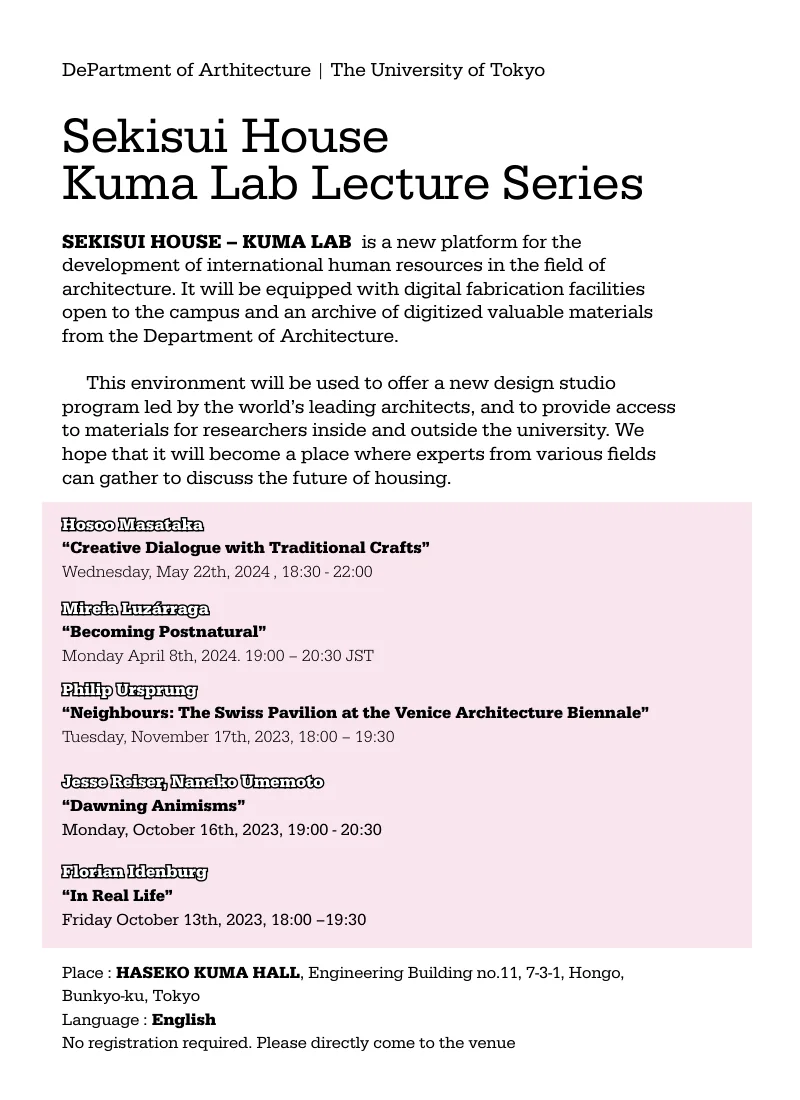 DePartment of Arthitecture | The University of Tokyo
Sekisui House
Kuma Lab Lecture Series
SEKISUI HOUSE – KUMA LAB is a new platform for the
development of international human resources in the field of
architecture. It will be equipped with digital fabrication facilities
open to the campus and an archive of digitized valuable materials
from the Department of Architecture.
This environment will be used to offer a new design studio
program led by the world's leading architects, and to provide access
to materials for researchers inside and outside the university. We
hope that it will become a place where experts from various fields
can gather to discuss the future of housing.
Hosoo Masataka
“Creative Dialogue with Traditional Crafts”
Wednesday, May 22th, 2024 , 18:30 - 22:00
Mireia Luzárraga
“Becoming Postnatural”
Monday April 8th, 2024. 19:00 – 20:30 JST
Philip Ursprung
“Neighbours: The Swiss Pavilion at the Venice Architecture Biennale”
Tuesday, November 17th, 2023, 18:00 – 19:30
Jesse Reiser, Nanako Umemoto
“Dawning Animisms”
Monday, October 16th, 2023, 19:00 - 20:30
Florian Idenburg
“In Real Life”
Friday October 13th, 2023, 18:00 –19:30
Place : HASEKO KUMA HALL, Engineering Building no.11, 7-3-1, Hongo,
Bunkyo-ku, Tokyo
Language : English
No registration required. Please directly come to the venue